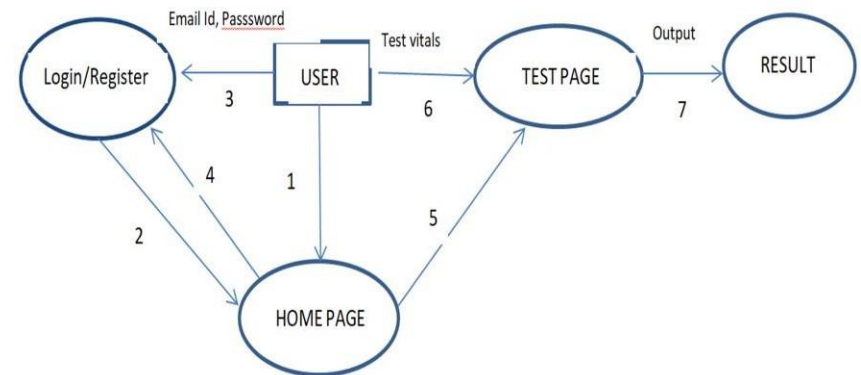 Email Id, Passsword
Test vitals
Output
Login/Register
USER
TEST PAGE
RESULT
3
6
7
4
1
5
2
HOME PAGE